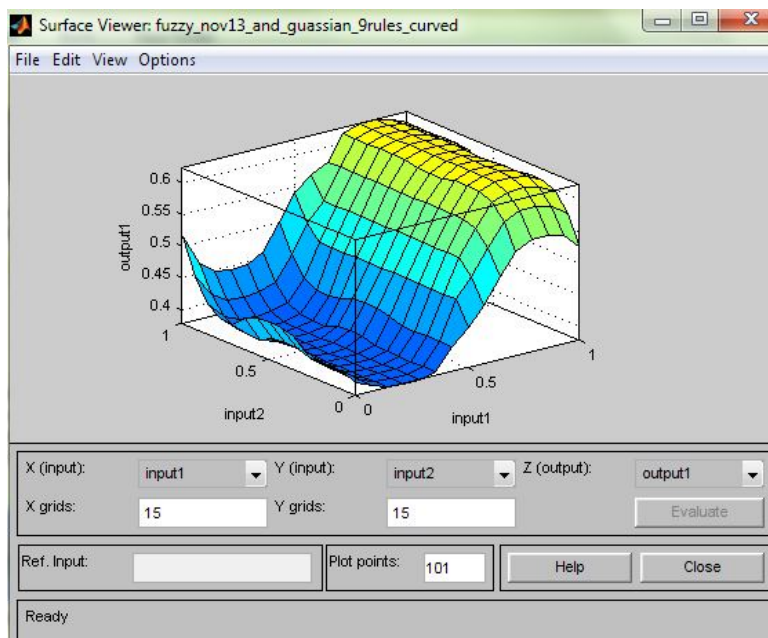 Surface Viewer: fuzzy_nov13_and_guassian_9rules_curved
File Edit View Options
0.6
0.55
0.5
0.45
0.4
output1
1
0.5
0
input2
0
0.5
1
input1
X (input): input1 Y (input): input2 Z (output): output1
X grids: 15 Y grids: 15 Evaluate
Ref. Input: Plot points: 101 Help Close
Ready